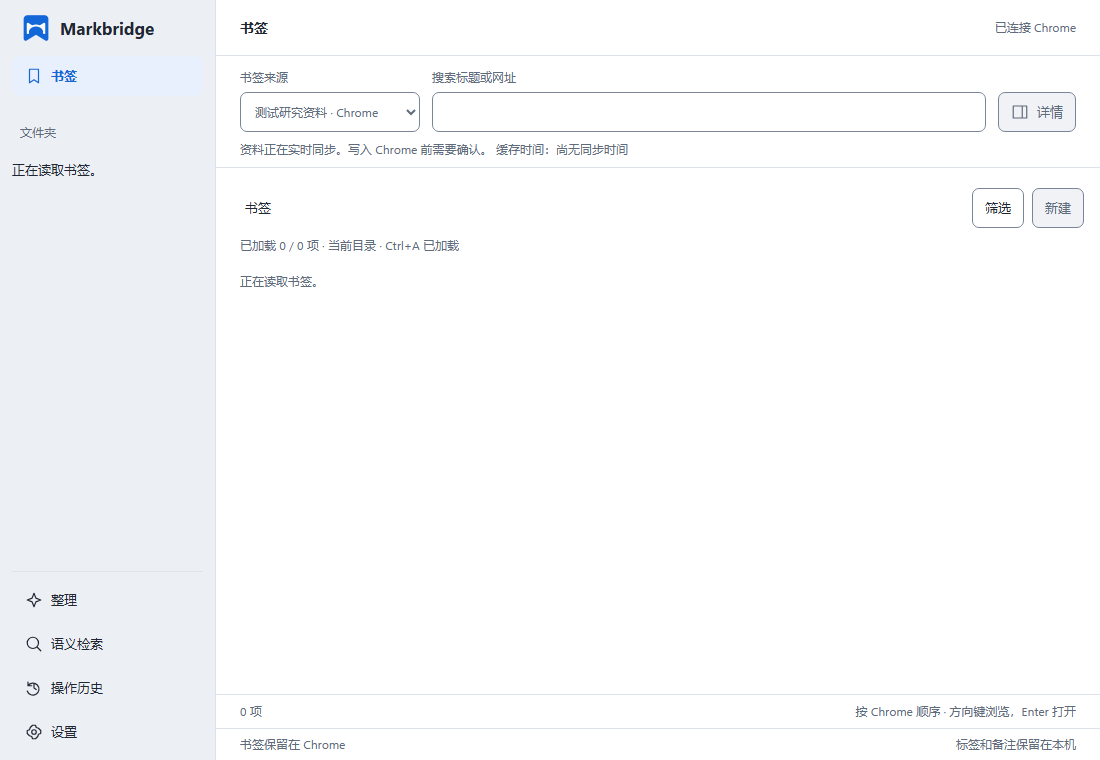 Markbridge
书签
文件夹
正在读取书签。
整理
语义检索
操作历史
设置
书签
已连接 Chrome
书签来源
搜索标题或网址
测试研究资料 · Chrome
详情
资料正在实时同步。写入 Chrome 前需要确认。 缓存时间：尚无同步时间
书签
筛选
新建
已加载 0 / 0 项 · 当前目录 · Ctrl+A 已加载
正在读取书签。
0 项
按 Chrome 顺序 · 方向键浏览，Enter 打开
书签保留在 Chrome
标签和备注保留在本机